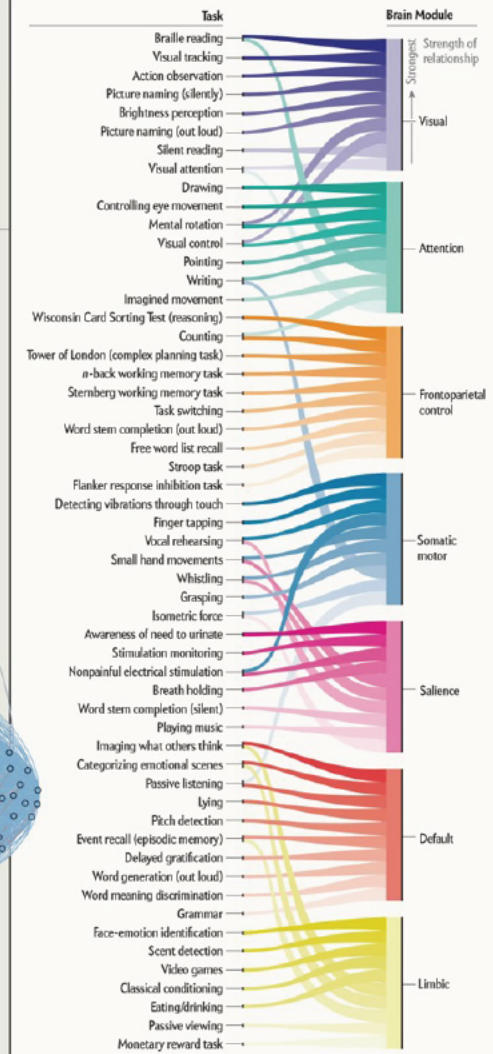 Task
Brain Module
Braille reading
Visual tracking
Action observation
Picture naming (silently)
Brightness perception
Picture naming (out loud)
Silent reading
Visual attention
Drawing
Controlling eye movement
Mental rotation
Visual control
Pointing
Writing
Imagined movement
Wisconsin Card Sorting Test (reasoning)
Counting
Tower of London (complex planning task)
n-back working memory task
Sternberg working memory task
Task switching
Word stem completion (out loud)
Free word list recall
Stroop task
Flanker response inhibition task
Detecting vibrations through touch
Finger tapping
Vocal rehearsing
Small hand movements
Whistling
Grasping
Isometric force
Awareness of need to urinate
Stimulation monitoring
Nonpainful electrical stimulation
Breath holding
Word stem completion (silent)
Playing music
Imaging what others think
Categorizing emotional scenes
Passive listening
Lying
Pitch detection
Event recall (episodic memory)
Delayed gratification
Word generation (out loud)
Word meaning discrimination
Grammar
Face-emotion identification
Scent detection
Video games
Classical conditioning
Eating/drinking
Passive viewing
Monetary reward task
Strongest
Strength of
relationship
Visual
Attention
Frontoparietal
control
Somatic
motor
Salience
Default
Limbic